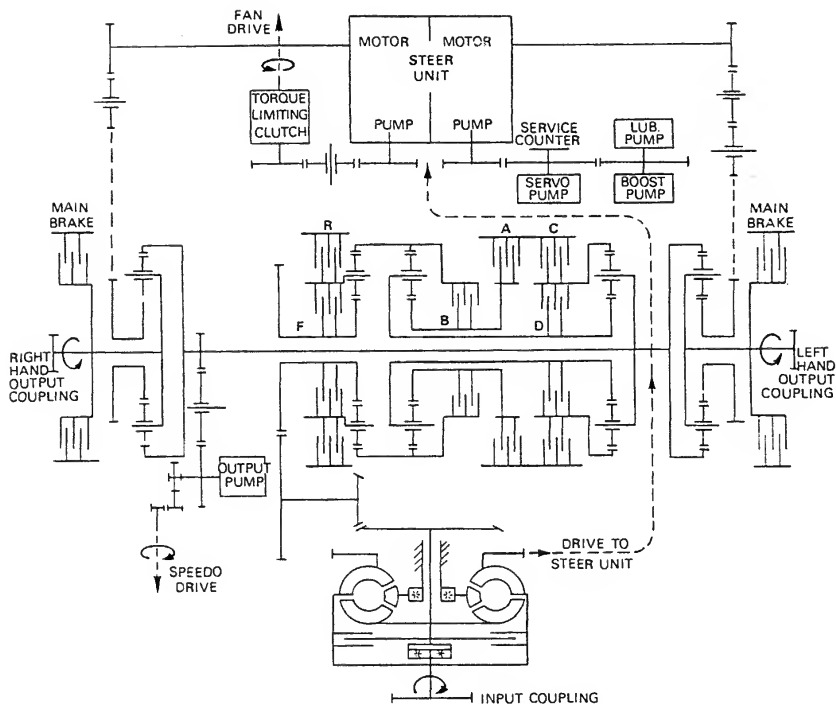 FAN
DRIVE
MOTOR
MOTOR
STEER
UNIT
TORQUE
LIMITING
CLUTCH
PUMP
PUMP
SERVICE
COUNTER
LUB.
PUMP
SERVO
PUMP
BOOST
PUMP
MAIN
BRAKE
MAIN
BRAKE
R
A
C
F
B
D
RIGHT
HAND
OUTPUT
COUPLING
LEFT
HAND
OUTPUT
COUPLING
OUTPUT
PUMP
SPEEDO
DRIVE
DRIVE TO
STEER UNIT
INPUT COUPLING